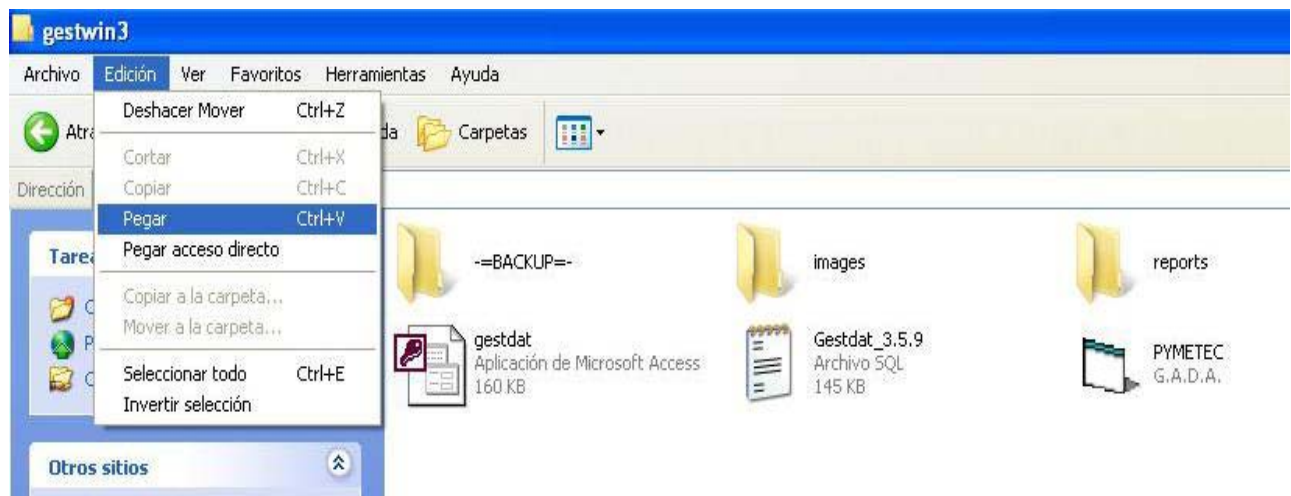 gestwin3
Archivo Edición Ver Favoritos Herramientas Ayuda
Deshacer Mover Ctrl+Z
Carpetas
Cortar Ctrl+X
Copiar Ctrl+C
Dirección
Pegar Ctrl+V
Pegar acceso directo
Copiar a la carpeta...
Mover a la carpeta...
Seleccionar todo Ctrl+E
Invertir selección
Otros sitios
-=BACKUP=-
images
reports
gestdat
Aplicación de Microsoft Access
160 KB
Gestdat_3.5.9
Archivo SQL
145 KB
PYMETEC
G.A.D.A.